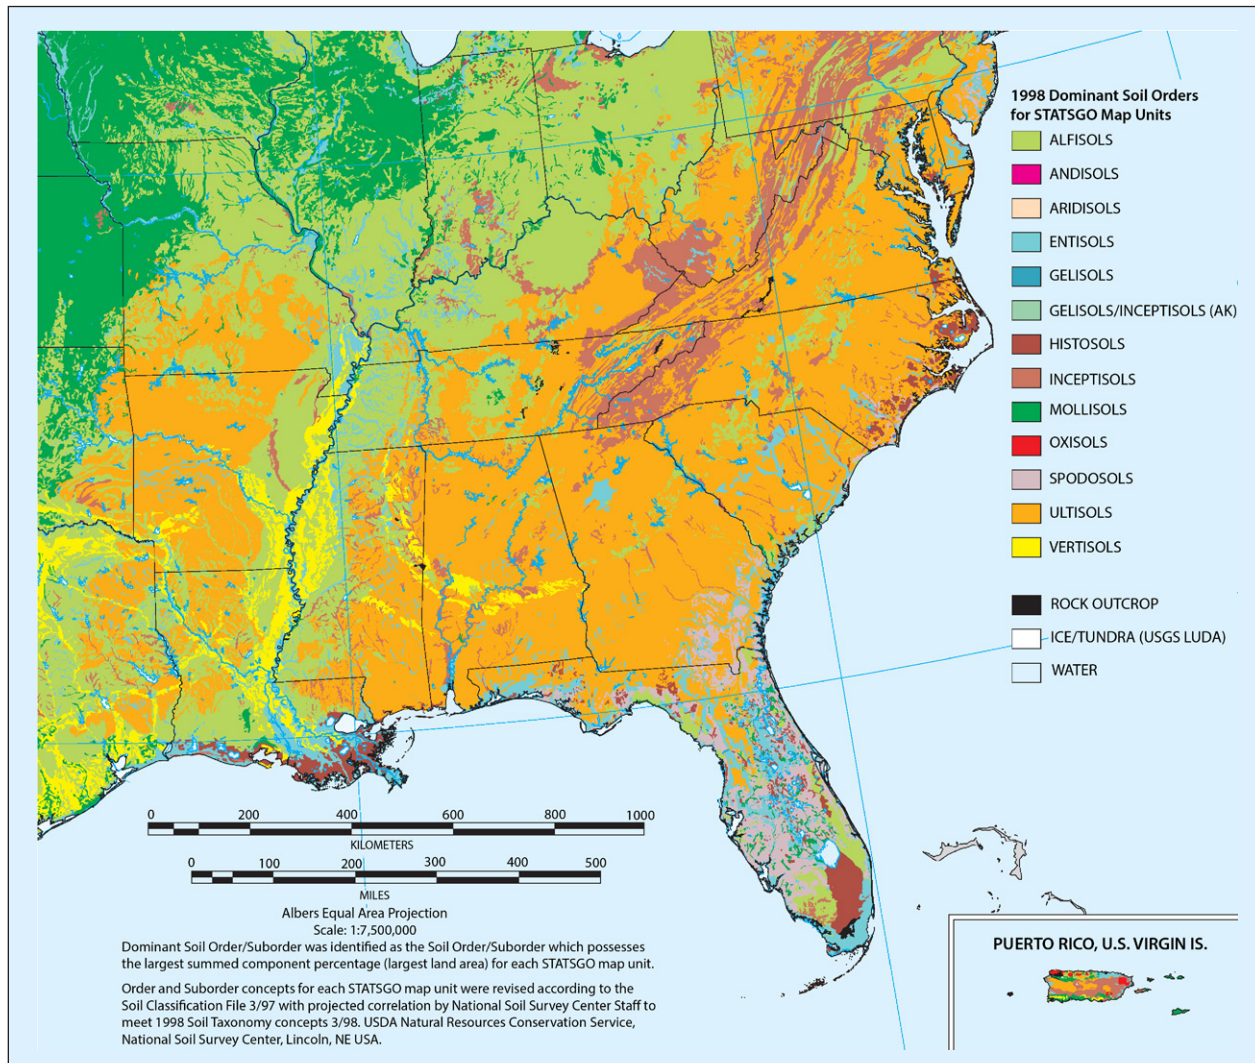 1998 Dominant Soil Orders
for STATSGO Map Units
ALFISOLS
ANDISOLS
ARIDISOLS
ENTISOLS
GELISOLS
GELISOLS/INCEPTISOLS (AK)
HISTOSOLS
INCEPTISOLS
MOLLISOLS
OXISOLS
SPODOSOLS
ULTISOLS
VERTISOLS
ROCK OUTCROP
ICE/TUNDRA (USGS LUDA)
WATER
0 200 400 600 800 1000
KILOMETERS
0 100 200 300 400 500
MILES
Albers Equal Area Projection
Scale: 1:7,500,000
Dominant Soil Order/Suborder was identified as the Soil Order/Suborder which possesses
the largest summed component percentage (largest land area) for each STATSGO map unit.
Order and Suborder concepts for each STATSGO map unit were revised according to the
Soil Classification File 3/97 with projected correlation by National Soil Survey Center Staff to
meet 1998 Soil Taxonomy concepts 3/98. USDA Natural Resources Conservation Service,
National Soil Survey Center, Lincoln, NE USA.
PUERTO RICO, U.S. VIRGIN IS.